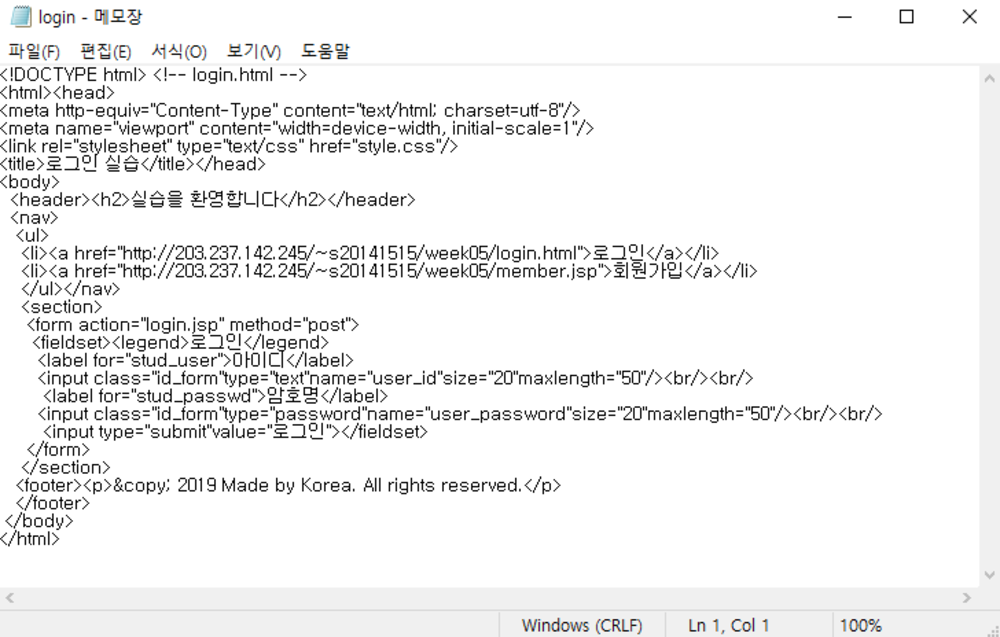 login - 메모장
파일(F) 편집(E) 서식(O) 보기(V) 도움말
<!DOCTYPE html> <!-- login.html -->
<html><head>
<meta http-equiv="Content-Type" content="text/html; charset=utf-8"/>
<meta name="viewport" content="width=device-width, initial-scale=1"/>
<link rel="stylesheet" type="text/css" href="style.css"/>
<title>로그인 실습</title></head>
<body>
<header><h2>실습을 환영합니다</h2></header>
<nav>
<ul>
<li><a href="http://203.237.142.245/~s20141515/week05/login.html">로그인</a></li>
<li><a href="http://203.237.142.245/~s20141515/week05/member.jsp">회원가입</a></li>
</ul></nav>
<section>
<form action="login.jsp" method="post">
<fieldset><legend>로그인</legend>
<label for="stud_user">아이디</label>
<input class="id_form"type="text"name="user_id"size="20"maxlength="50"/><br/><br/>
<label for="stud_passwd">암호명</label>
<input class="id_form"type="password"name="user_password"size="20"maxlength="50"/><br/><br/>
<input type="submit"value="로그인"></fieldset>
</form>
</section>
<footer><p>&copy; 2019 Made by Korea. All rights reserved.</p>
</footer>
</body>
</html>
Windows (CRLF) Ln 1, Col 1 100%